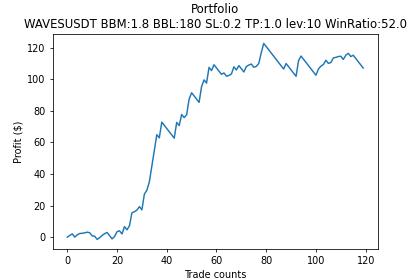 Portfolio
WAVESUSDT BBM:1.8 BBL:180 SL:0.2 TP:1.0 lev:10 WinRatio:52.0
120
100
80
60
40
20
0
Profit ($)
0 20 40 60 80 100 120
Trade counts